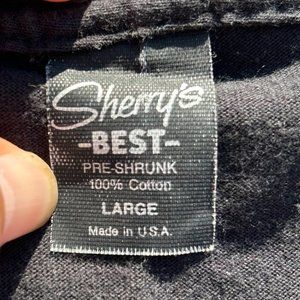 Sherry's
-BEST-
PRE-SHRUNK
100% Cotton
LARGE
Made in U.S.A.